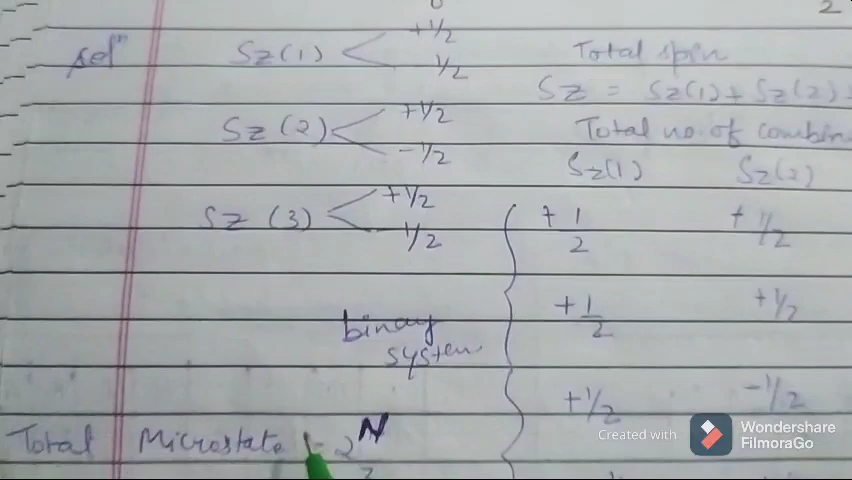 2
solⁿ Sz(1) +1/2
-1/2
Total spin
Sz = Sz(1) + Sz(2) +
Sz (2) +1/2
-1/2
Total no. of combin
Sz(1) Sz(2)
Sz (3) +1/2
-1/2
+1/2 +1/2
+1/2 +1/2
binary
system
+1/2 -1/2
Total Microstate = 2^N
Created with Wondershare FilmoraGo